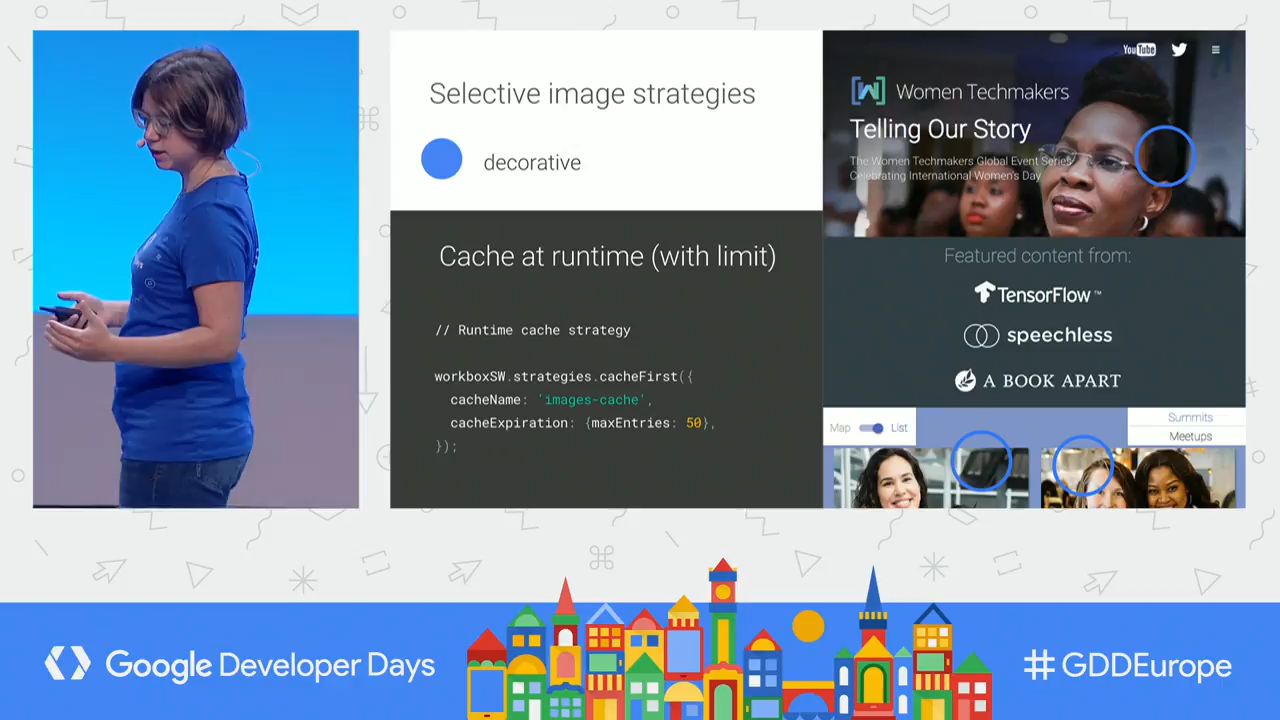 Selective image strategies
decorative
Cache at runtime (with limit)
// Runtime cache strategy
workboxSW.strategies.cacheFirst({
cacheName: 'images-cache',
cacheExpiration: {maxEntries: 50},
});
YouTube
Women Techmakers
Telling Our Story
The Women Techmakers Global Event Series
Celebrating International Women's Day
Featured content from:
TensorFlow™
speechless
A BOOK APART
Map List
Summits
Meetups
Google Developer Days
#GDDEurope